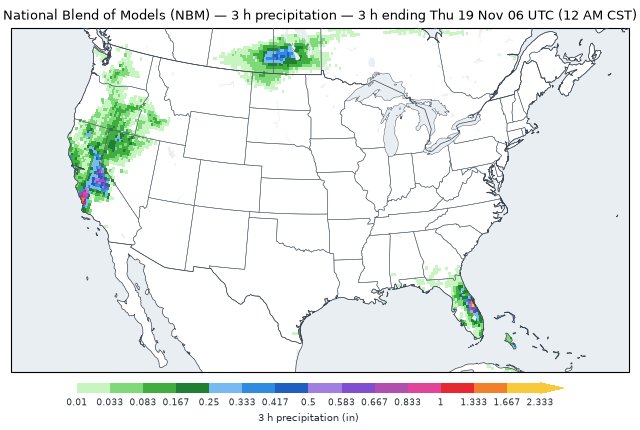 National Blend of Models (NBM) — 3 h precipitation — 3 h ending Thu 19 Nov 06 UTC (12 AM CST)
0.01 0.033 0.083 0.167 0.25 0.333 0.417 0.5 0.583 0.667 0.833 1 1.333 1.667 2.333
3 h precipitation (in)